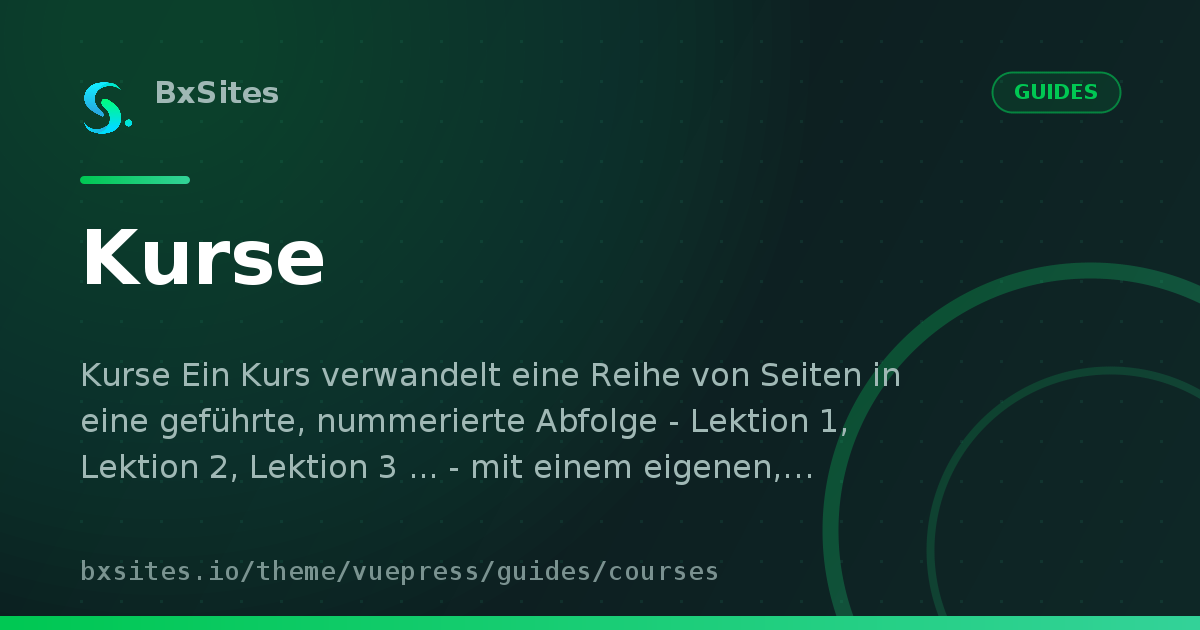 BxSites
GUIDES
Kurse
Kurse Ein Kurs verwandelt eine Reihe von Seiten in
eine geführte, nummerierte Abfolge - Lektion 1,
Lektion 2, Lektion 3 ... - mit einem eigenen,...
bxsites.io/theme/vuepress/guides/courses